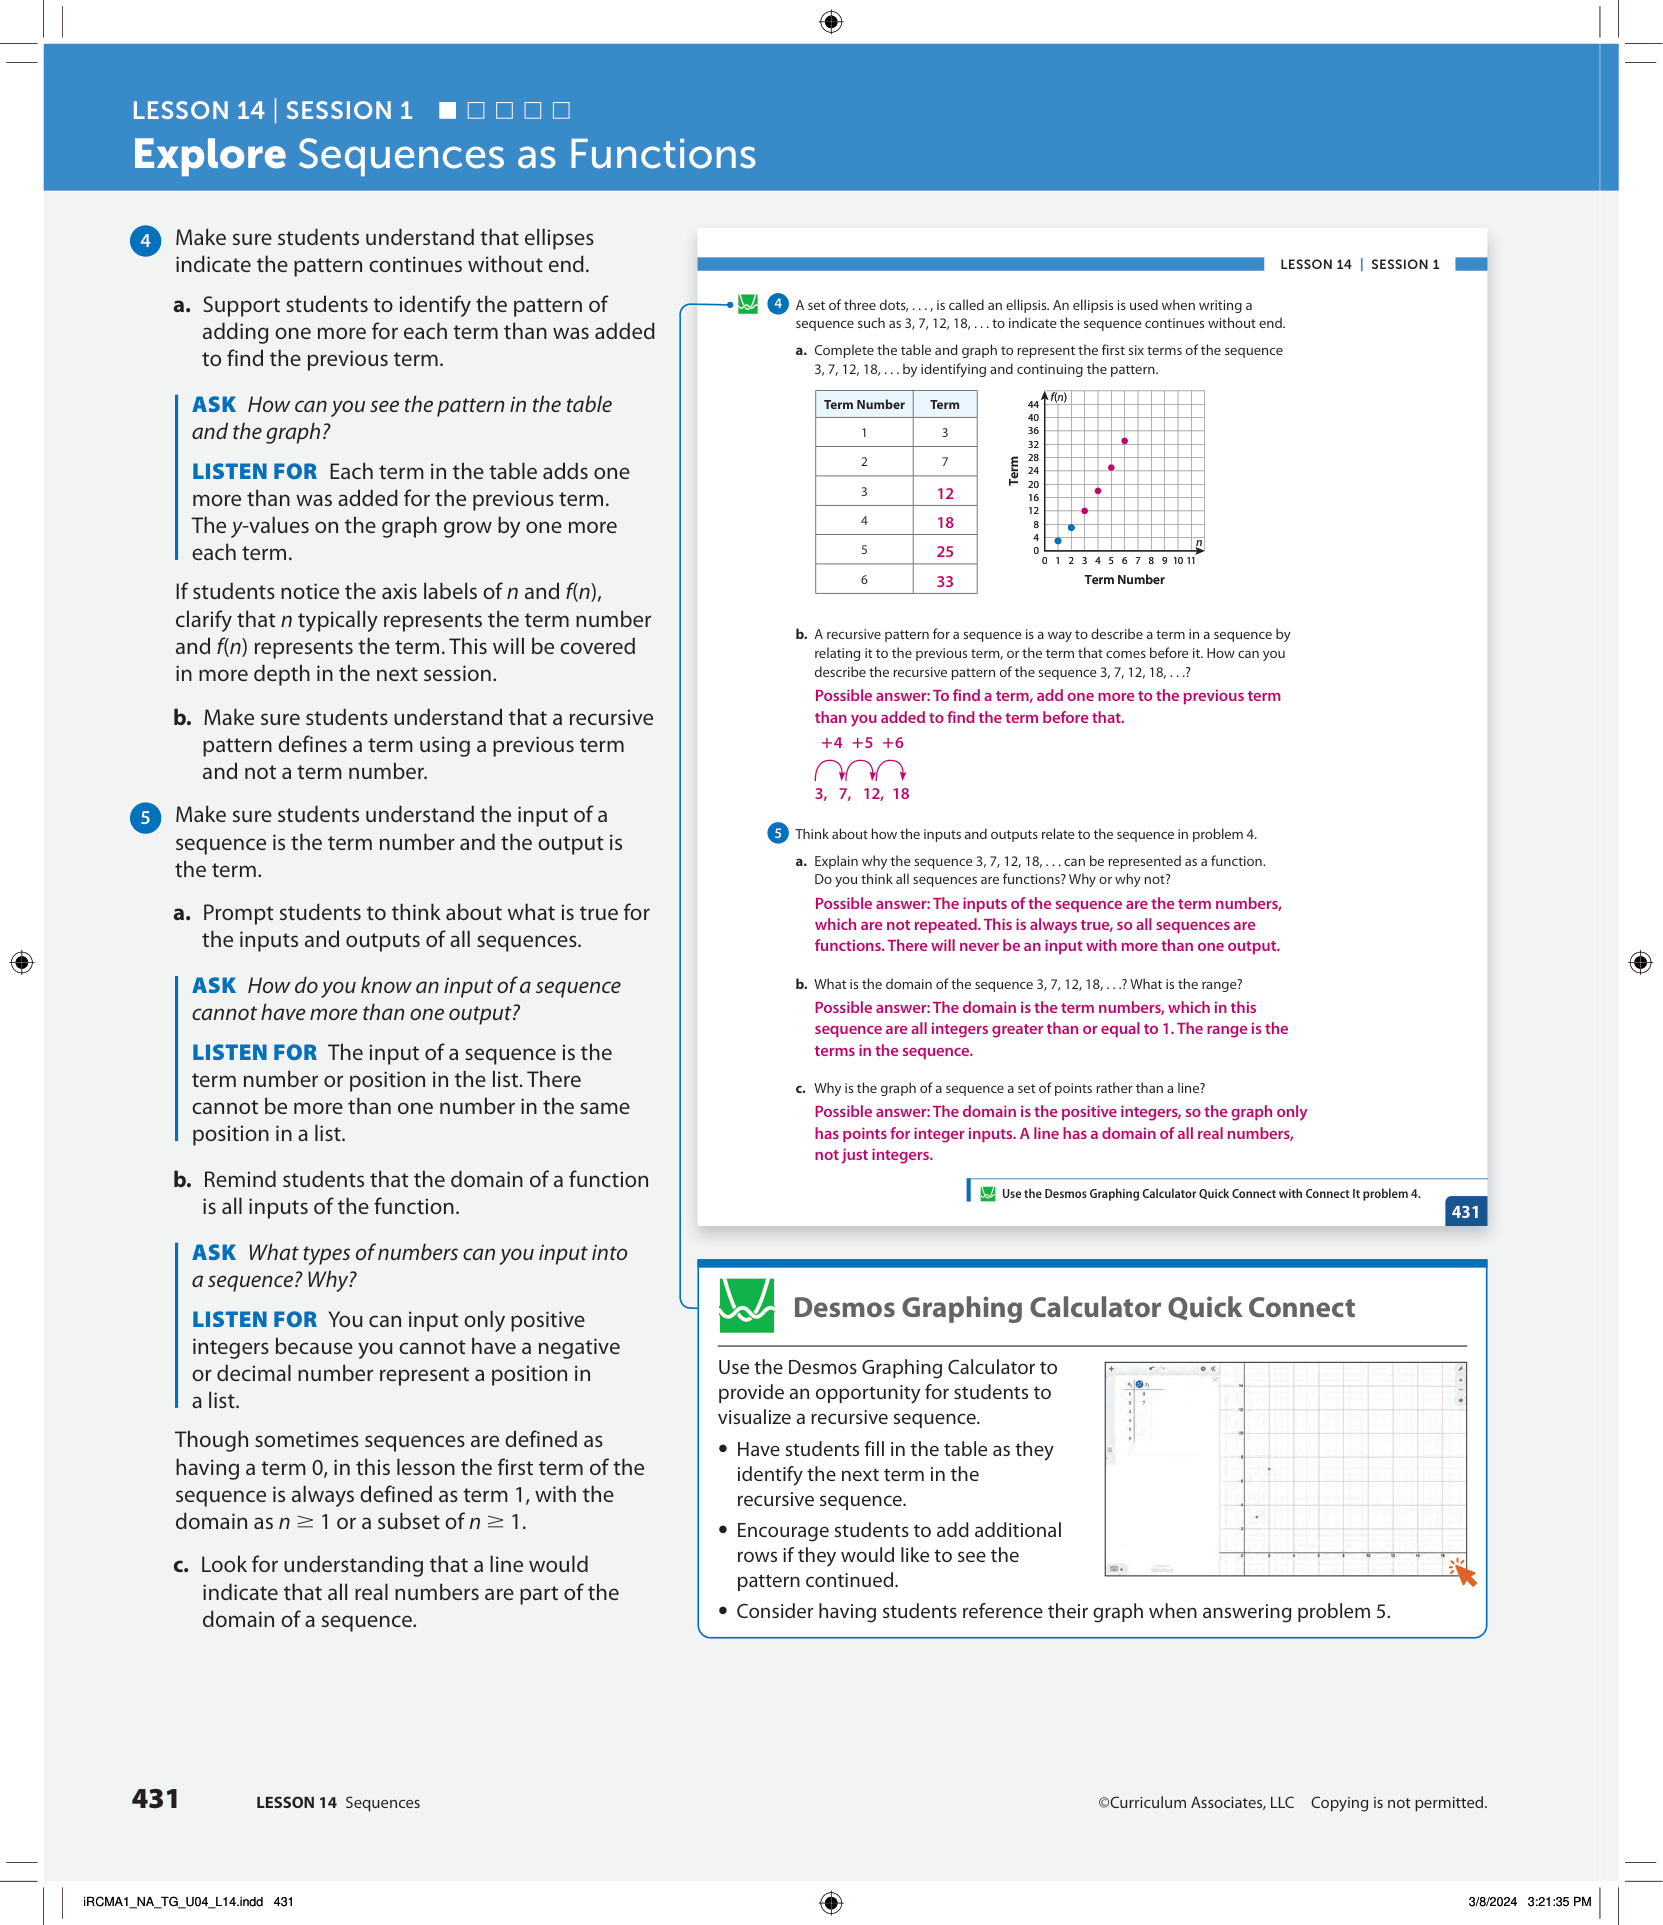 LESSON 14 | SESSION 1
Explore Sequences as Functions
4 Make sure students understand that ellipses
indicate the pattern continues without end.
a. Support students to identify the pattern of
adding one more for each term than was added
to find the previous term.
ASK How can you see the pattern in the table
and the graph?
LISTEN FOR Each term in the table adds one
more than was added for the previous term.
The y-values on the graph grow by one more
each term.
If students notice the axis labels of n and f(n),
clarify that n typically represents the term number
and f(n) represents the term. This will be covered
in more depth in the next session.
b. Make sure students understand that a recursive
pattern defines a term using a previous term
and not a term number.
5 Make sure students understand the input of a
sequence is the term number and the output is
the term.
a. Prompt students to think about what is true for
the inputs and outputs of all sequences.
ASK How do you know an input of a sequence
cannot have more than one output?
LISTEN FOR The input of a sequence is the
term number or position in the list. There
cannot be more than one number in the same
position in a list.
b. Remind students that the domain of a function
is all inputs of the function.
ASK What types of numbers can you input into
a sequence? Why?
LISTEN FOR You can input only positive
integers because you cannot have a negative
or decimal number represent a position in
a list.
Though sometimes sequences are defined as
having a term 0, in this lesson the first term of the
sequence is always defined as term 1, with the
domain as n ≥ 1 or a subset of n ≥ 1.
c. Look for understanding that a line would
indicate that all real numbers are part of the
domain of a sequence.
LESSON 14 | SESSION 1
4 A set of three dots, . . . , is called an ellipsis. An ellipsis is used when writing a
sequence such as 3, 7, 12, 18, . . . to indicate the sequence continues without end.
a. Complete the table and graph to represent the first six terms of the sequence
3, 7, 12, 18, . . . by identifying and continuing the pattern.
Term Number Term
1 3
2 7
3 12
4 18
5 25
6 33
f(n)
44
40
36
32
28
24
20
16
12
8
4
0
Term
n
0 1 2 3 4 5 6 7 8 9 10 11
Term Number
b. A recursive pattern for a sequence is a way to describe a term in a sequence by
relating it to the previous term, or the term that comes before it. How can you
describe the recursive pattern of the sequence 3, 7, 12, 18, . . .?
Possible answer: To find a term, add one more to the previous term
than you added to find the term before that.
+4 +5 +6
3, 7, 12, 18
5 Think about how the inputs and outputs relate to the sequence in problem 4.
a. Explain why the sequence 3, 7, 12, 18, . . . can be represented as a function.
Do you think all sequences are functions? Why or why not?
Possible answer: The inputs of the sequence are the term numbers,
which are not repeated. This is always true, so all sequences are
functions. There will never be an input with more than one output.
b. What is the domain of the sequence 3, 7, 12, 18, . . .? What is the range?
Possible answer: The domain is the term numbers, which in this
sequence are all integers greater than or equal to 1. The range is the
terms in the sequence.
c. Why is the graph of a sequence a set of points rather than a line?
Possible answer: The domain is the positive integers, so the graph only
has points for integer inputs. A line has a domain of all real numbers,
not just integers.
Use the Desmos Graphing Calculator Quick Connect with Connect It problem 4.
431
Desmos Graphing Calculator Quick Connect
Use the Desmos Graphing Calculator to
provide an opportunity for students to
visualize a recursive sequence.
• Have students fill in the table as they
identify the next term in the
recursive sequence.
• Encourage students to add additional
rows if they would like to see the
pattern continued.
• Consider having students reference their graph when answering problem 5.
431 LESSON 14 Sequences
©Curriculum Associates, LLC Copying is not permitted.
iRCMA1_NA_TG_U04_L14.indd 431
3/8/2024 3:21:35 PM